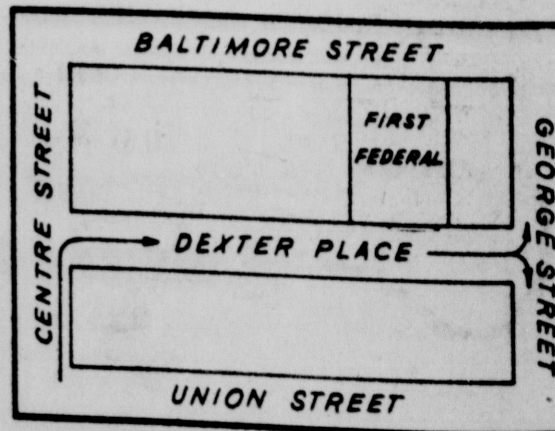 BALTIMORE STREET
FIRST
FEDERAL
CENTRE STREET
GEORGE STREET
DEXTER PLACE
UNION STREET